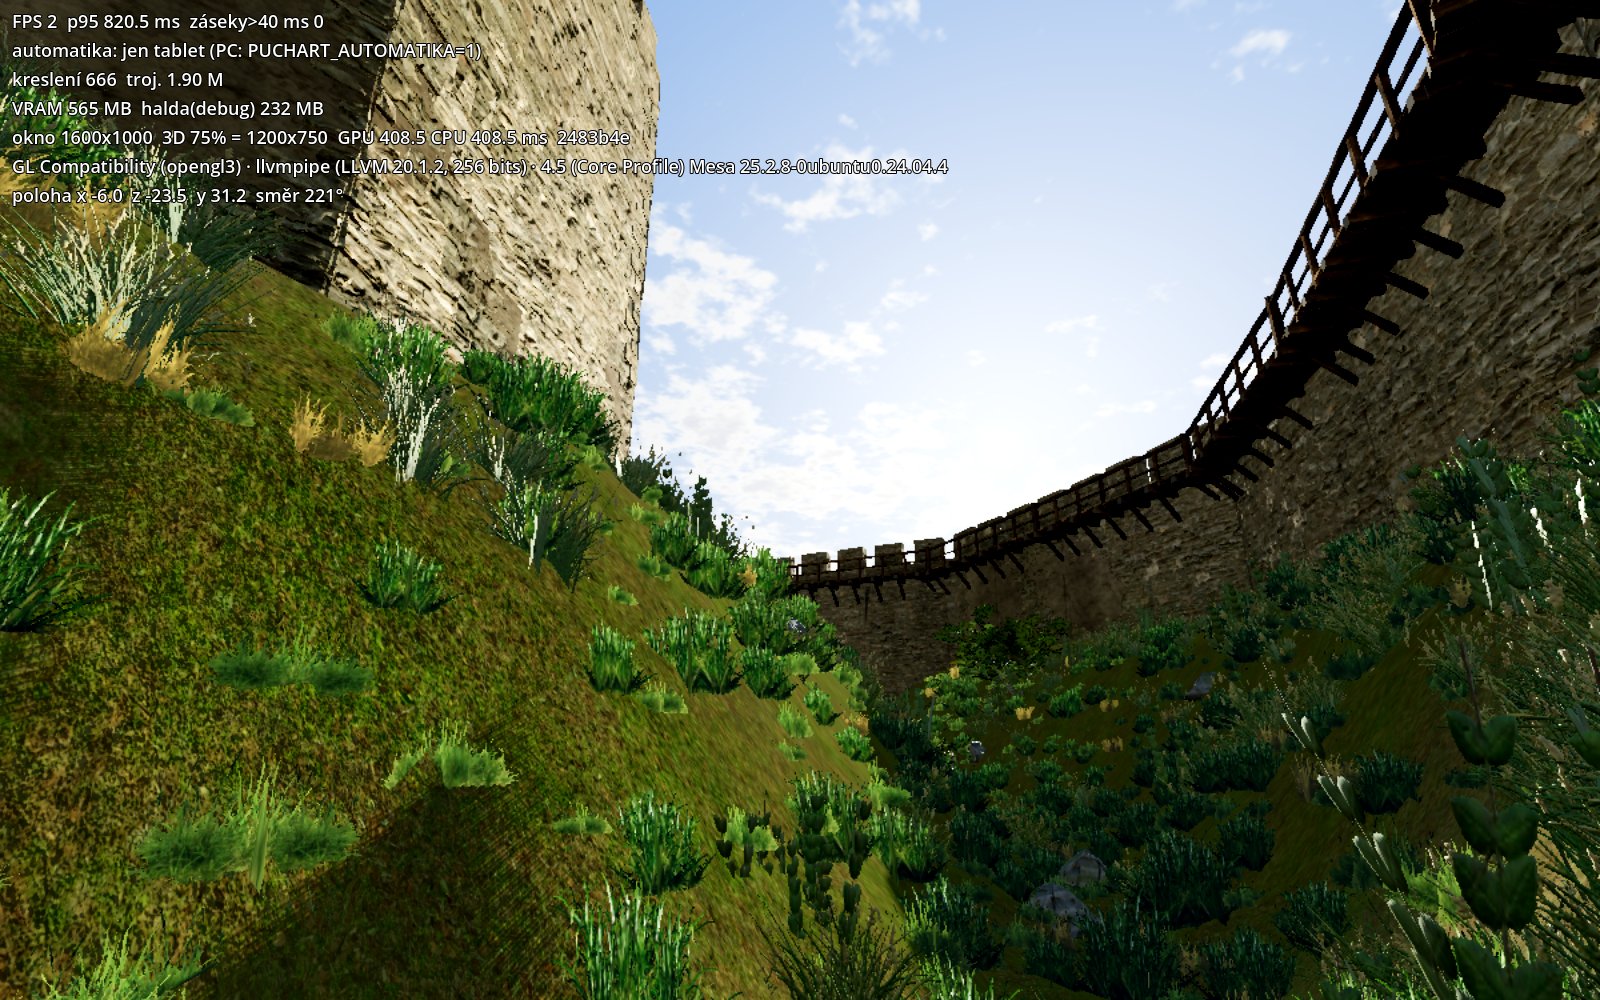 FPS 2 p95 820.5 ms záseky>40 ms 0
automatika: jen tablet (PC: PUCHART_AUTOMATIKA=1)
kreslení 666 troj. 1.90 M
VRAM 565 MB halda(debug) 232 MB
okno 1600x1000 3D 75% = 1200x750 GPU 408.5 CPU 408.5 ms 2483b4e
GL Compatibility (opengl3) · llvmpipe (LLVM 20.1.2, 256 bits) · 4.5 (Core Profile) Mesa 25.2.8-0ubuntu0.24.04.4
poloha x -6.0 z -23.5 y 31.2 směr 221°